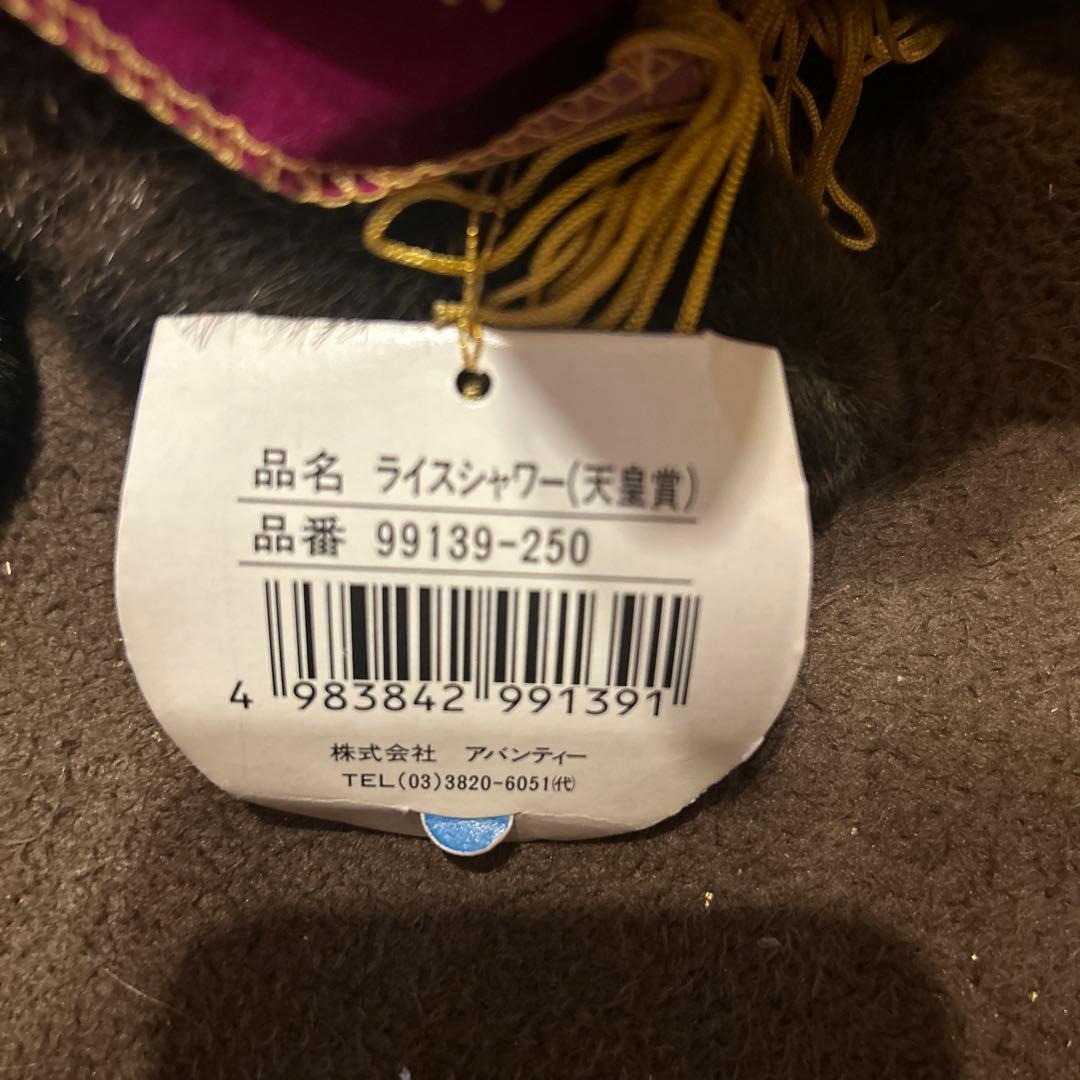 品名 ライスシャワー(天皇賞)
品番 99139-250
4 983842 991391
株式会社 アバンティー
TEL(03)3820-6051㈹